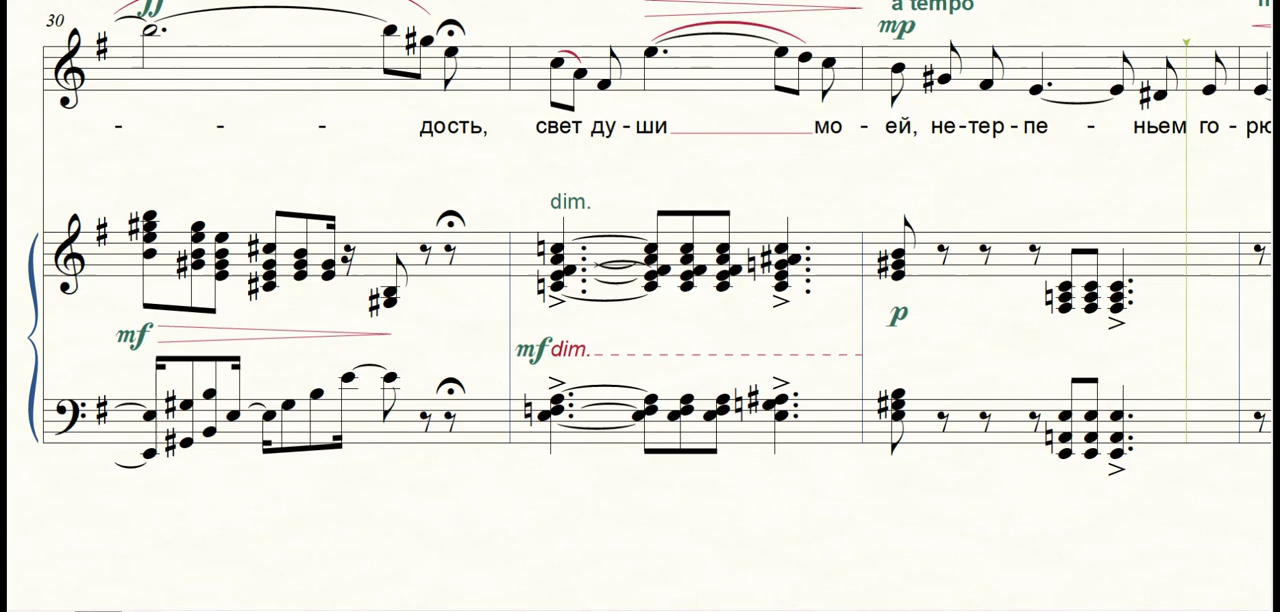 30
ff
a tempo
mp
- - - дость, свет ду - ши мо - ей, не-тер - пе - ньем го - рю
dim.
mf
p
mf dim.